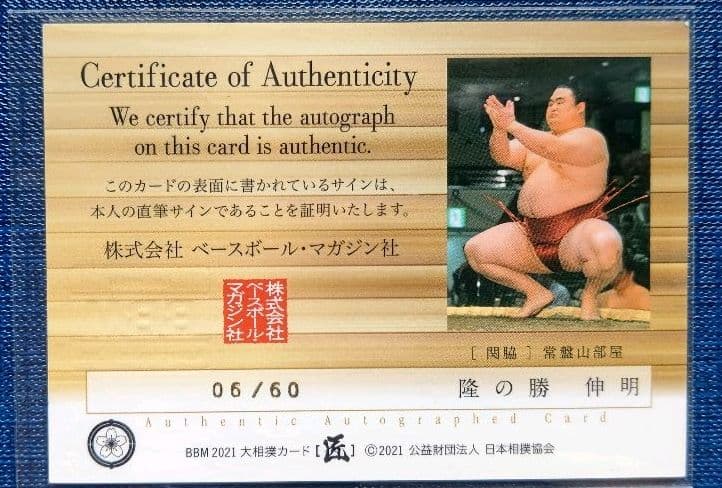 Certificate of Authenticity
We certify that the autograph
on this card is authentic.
このカードの表面に書かれているサインは、
本人の直筆サインであることを証明いたします。
株式会社 ベースボール・マガジン社
株式会社
ベースボール・
マガジン社
[関脇] 常盤山部屋
06/60
隆の勝 伸明
Authentic Autographed Card
BBM 2021 大相撲カード [匠] ©2021 公益財団法人 日本相撲協会